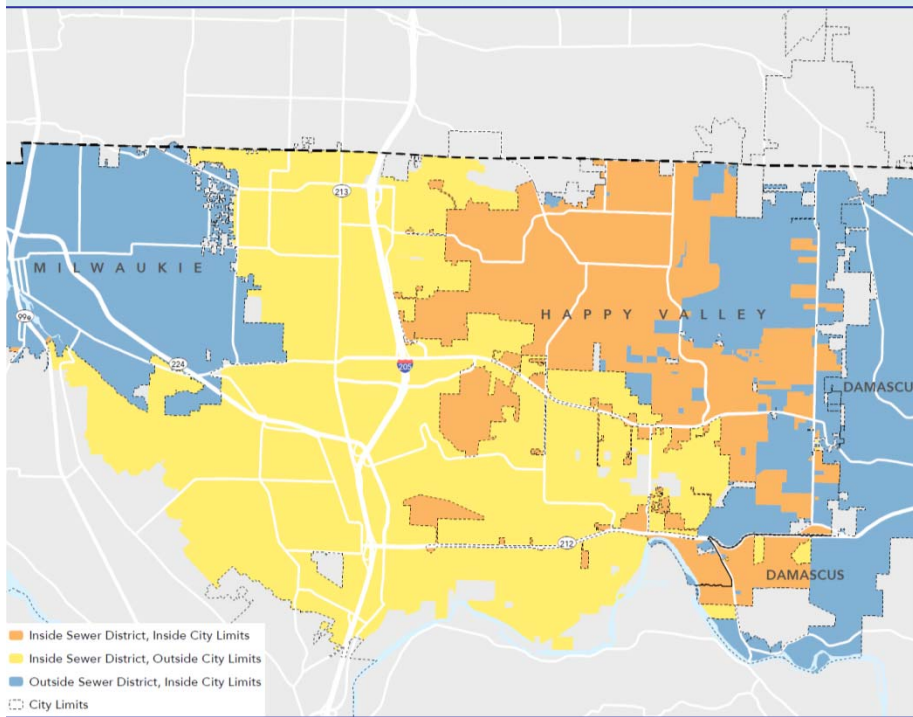 213
MILWAUKIE
HAPPY VALLEY
99e
224
205
DAMASCUS
212
DAMASCUS
Inside Sewer District, Inside City Limits
Inside Sewer District, Outside City Limits
Outside Sewer District, Inside City Limits
City Limits